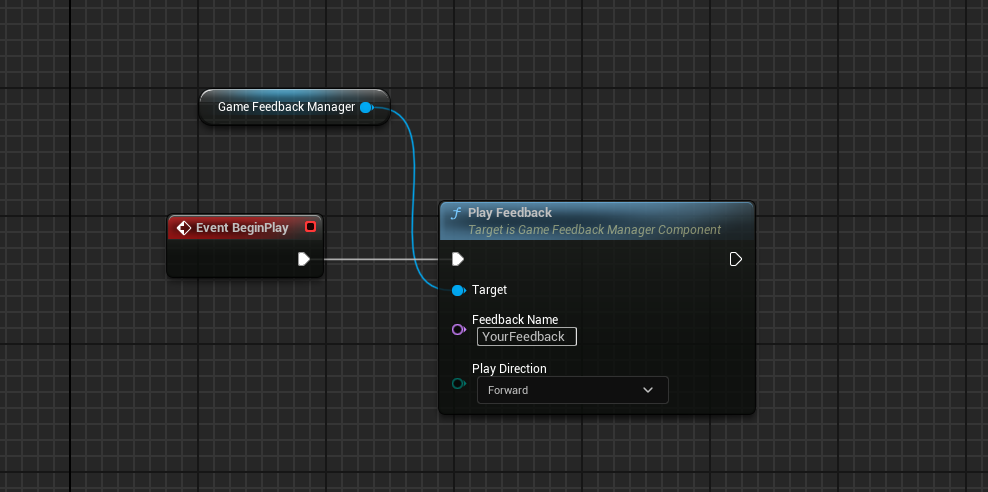 Game Feedback Manager
Event BeginPlay
Play Feedback
Target is Game Feedback Manager Component
Target
Feedback Name
YourFeedback
Play Direction
Forward